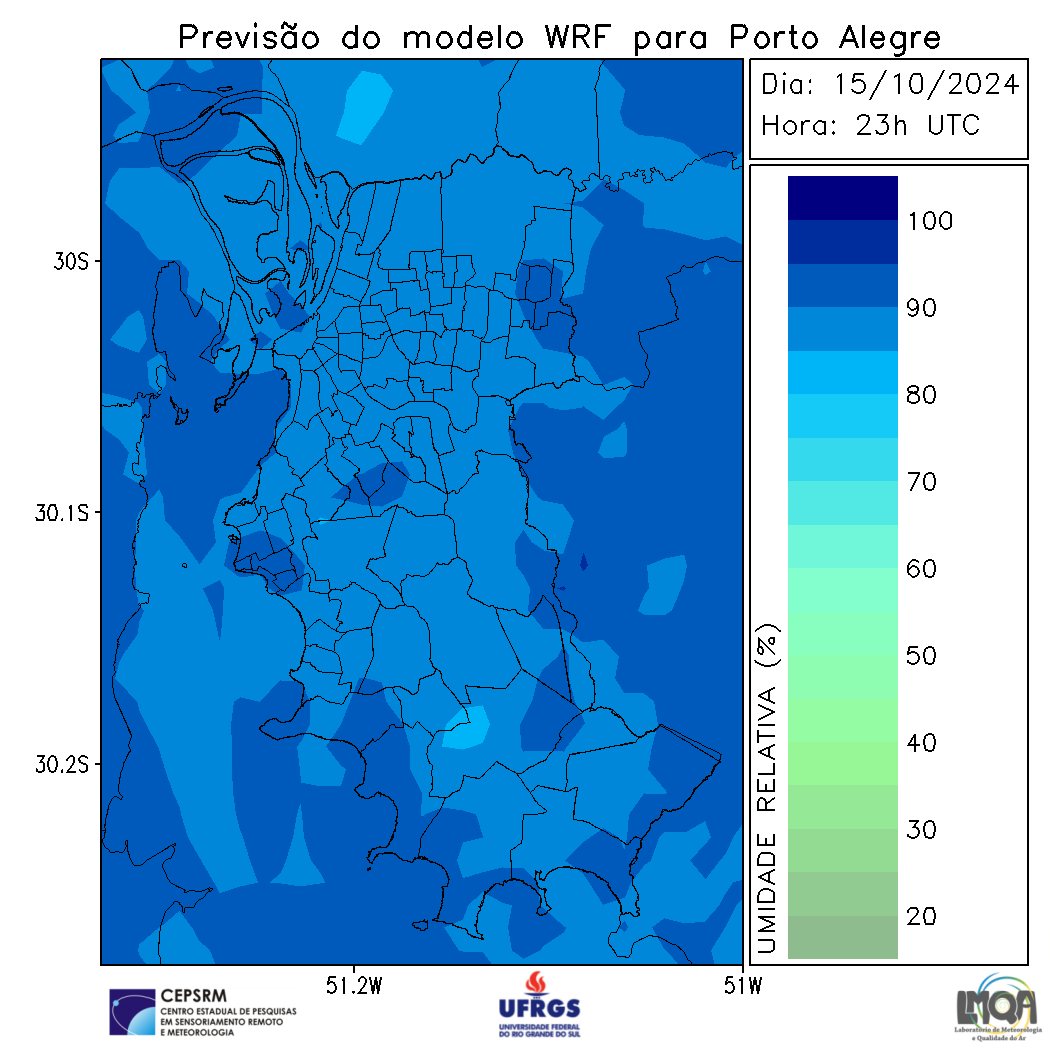 Previsão do modelo WRF para Porto Alegre
Dia: 15/10/2024
Hora: 23h UTC
100
90
80
70
60
50
40
30
20
UMIDADE RELATIVA (%)
30S
30.1S
30.2S
51.2W
51W
CEPSRM
CENTRO ESTADUAL DE PESQUISAS
EM SENSORIAMENTO REMOTO
E METEOROLOGIA
UFRGS
UNIVERSIDADE FEDERAL
DO RIO GRANDE DO SUL
LMQA
Laboratório de Meteorologia
e Qualidade do Ar